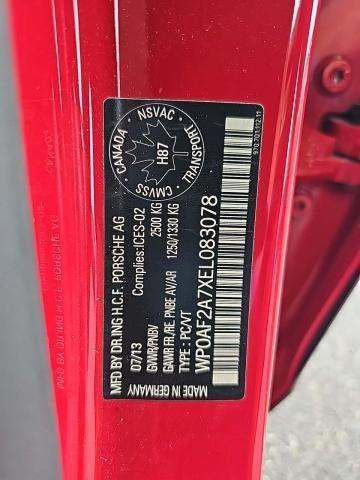 CANADA
NSVAC
TRANSPORT
CMVSS
H87
MFG BY DR.ING H.C.F. PORSCHE AG
Complies: ICES-02
07/13
GVWR/PNBV 2500 KG
GAWR FR./RE. PNBE AV/AR 1250/1330 KG
TYPE : PC/VT
WP0AF2A7XEL083078
MADE IN GERMANY